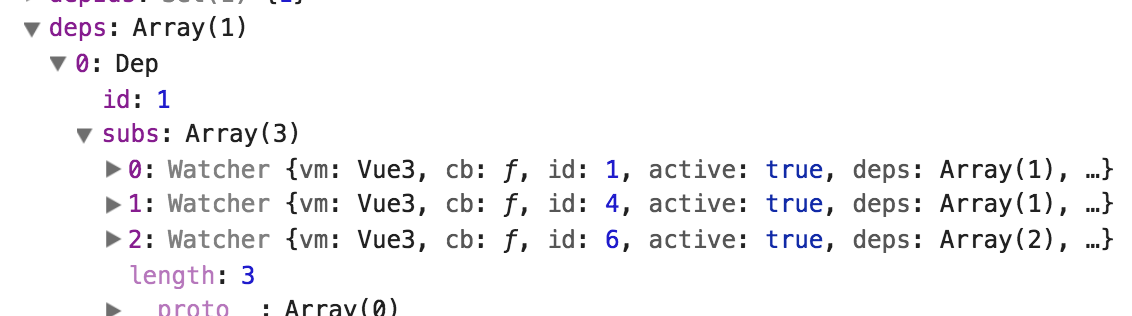 depIds: Set(1) {1}
▼ deps: Array(1)
▼ 0: Dep
id: 1
▼ subs: Array(3)
▶ 0: Watcher {vm: Vue3, cb: ƒ, id: 1, active: true, deps: Array(1), …}
▶ 1: Watcher {vm: Vue3, cb: ƒ, id: 4, active: true, deps: Array(1), …}
▶ 2: Watcher {vm: Vue3, cb: ƒ, id: 6, active: true, deps: Array(2), …}
length: 3
▶ __proto__: Array(0)